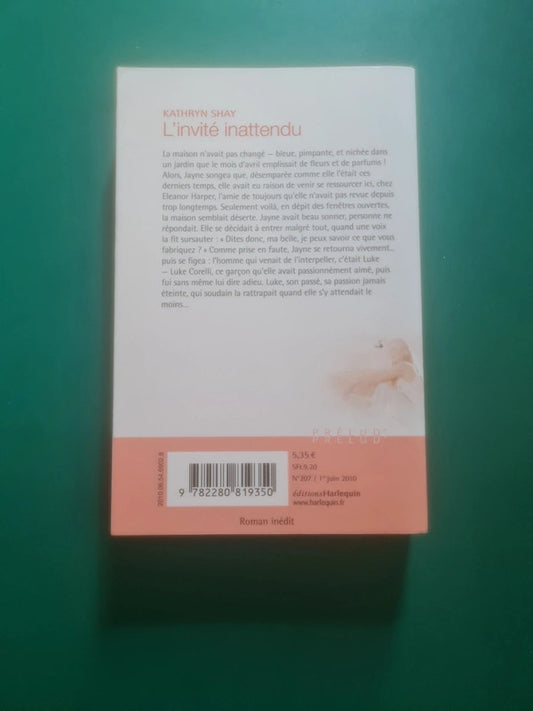 KATHRYN SHAY
L'invité inattendu
La maison n'avait pas changé — bleue, pimpante, et nichée dans
un jardin que le mois d'avril emplissait de fleurs et de parfums !
Alors, Jayne songea que, désemparée comme elle l'était ces
derniers temps, elle avait eu raison de venir se ressourcer ici, chez
Eleanor Harper, l'amie de toujours qu'elle n'avait pas revue depuis
trop longtemps. Seulement voilà, en dépit des fenêtres ouvertes,
la maison semblait déserte. Jayne avait beau sonner, personne ne
répondait. Elle se décidait à entrer malgré tout, quand une voix
la fit sursauter : « Dites donc, ma belle, je peux savoir ce que vous
fabriquez ? » Comme prise en faute, Jayne se retourna vivement...
puis se figea : l'homme qui venait de l'interpeller, c'était Luke
— Luke Corelli, ce garçon qu'elle avait passionnément aimé, puis
fui sans même lui dire adieu. Luke, son passé, sa passion jamais
éteinte, qui soudain la rattrapait quand elle s'y attendait le
moins...
PRÉLUD'
PRÉLUD'
2010.06.54.0902.8
9 782280 819350
5,35 €
SFr.9.20
N° 207 / 1er juin 2010
éditionsHarlequin
www.harlequin.fr
Roman inédit